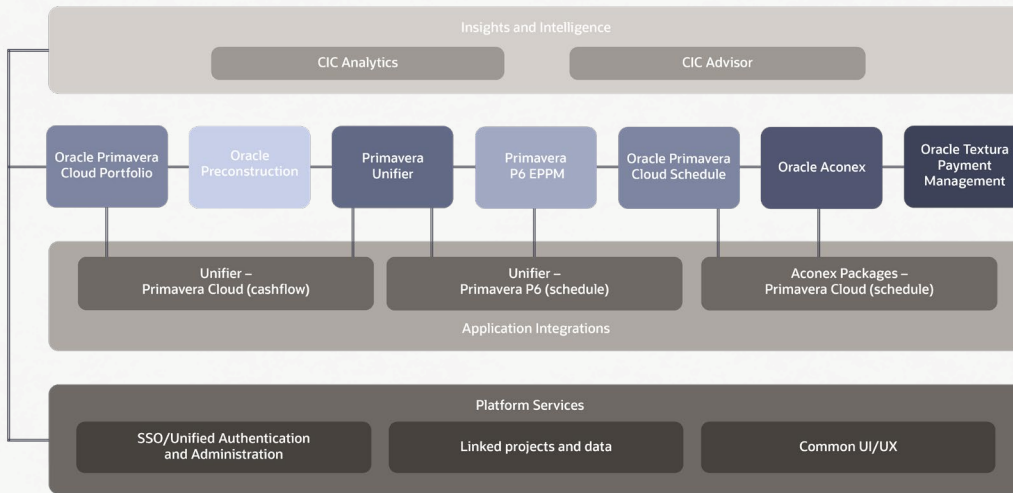 Insights and Intelligence
CIC Analytics
CIC Advisor
Oracle Primavera
Cloud Portfolio
Oracle
Preconstruction
Primavera
Unifier
Primavera
P6 EPPM
Oracle Primavera
Cloud Schedule
Oracle Aconex
Oracle Textura
Payment
Management
Unifier –
Primavera Cloud (cashflow)
Unifier –
Primavera P6 (schedule)
Aconex Packages –
Primavera Cloud (schedule)
Application Integrations
Platform Services
SSO/Unified Authentication
and Administration
Linked projects and data
Common UI/UX